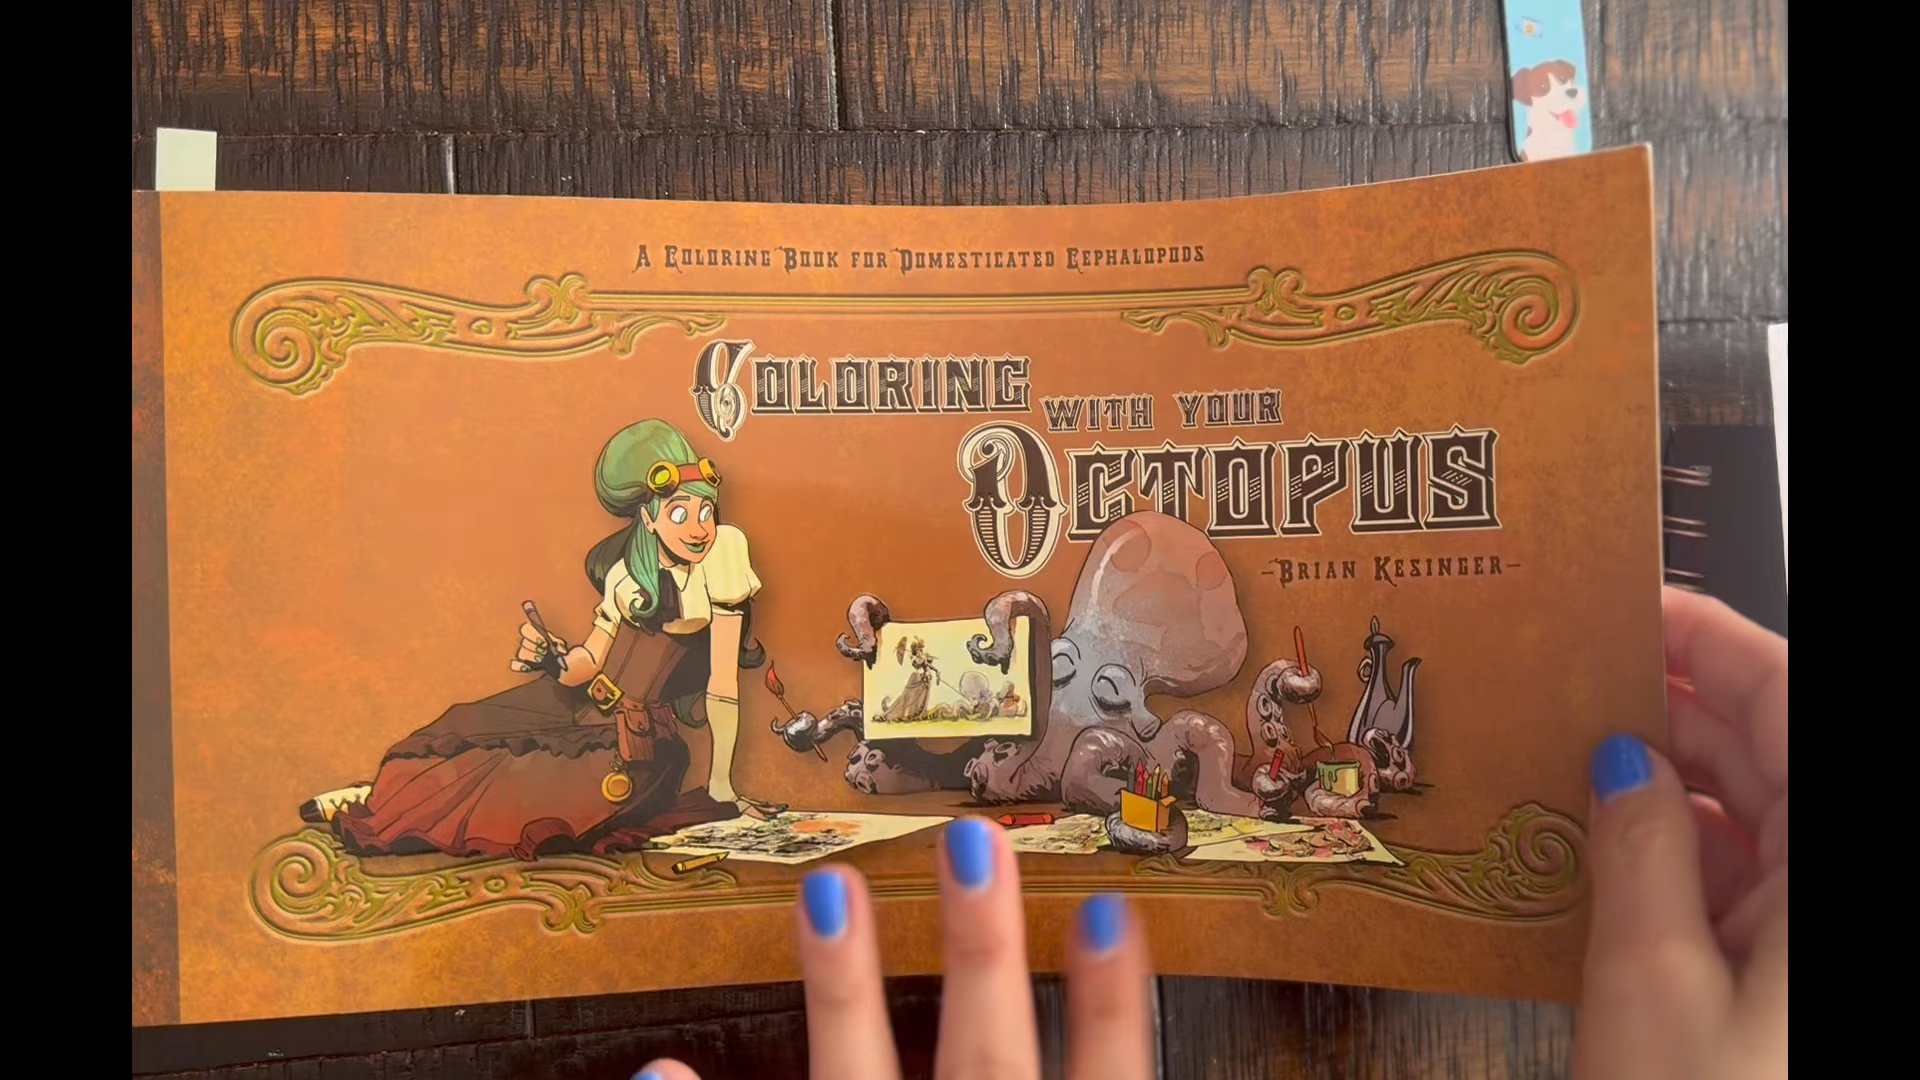 A Coloring Book for Domesticated Cephalopods
Coloring
with your
Octopus
-Brian Kesinger-